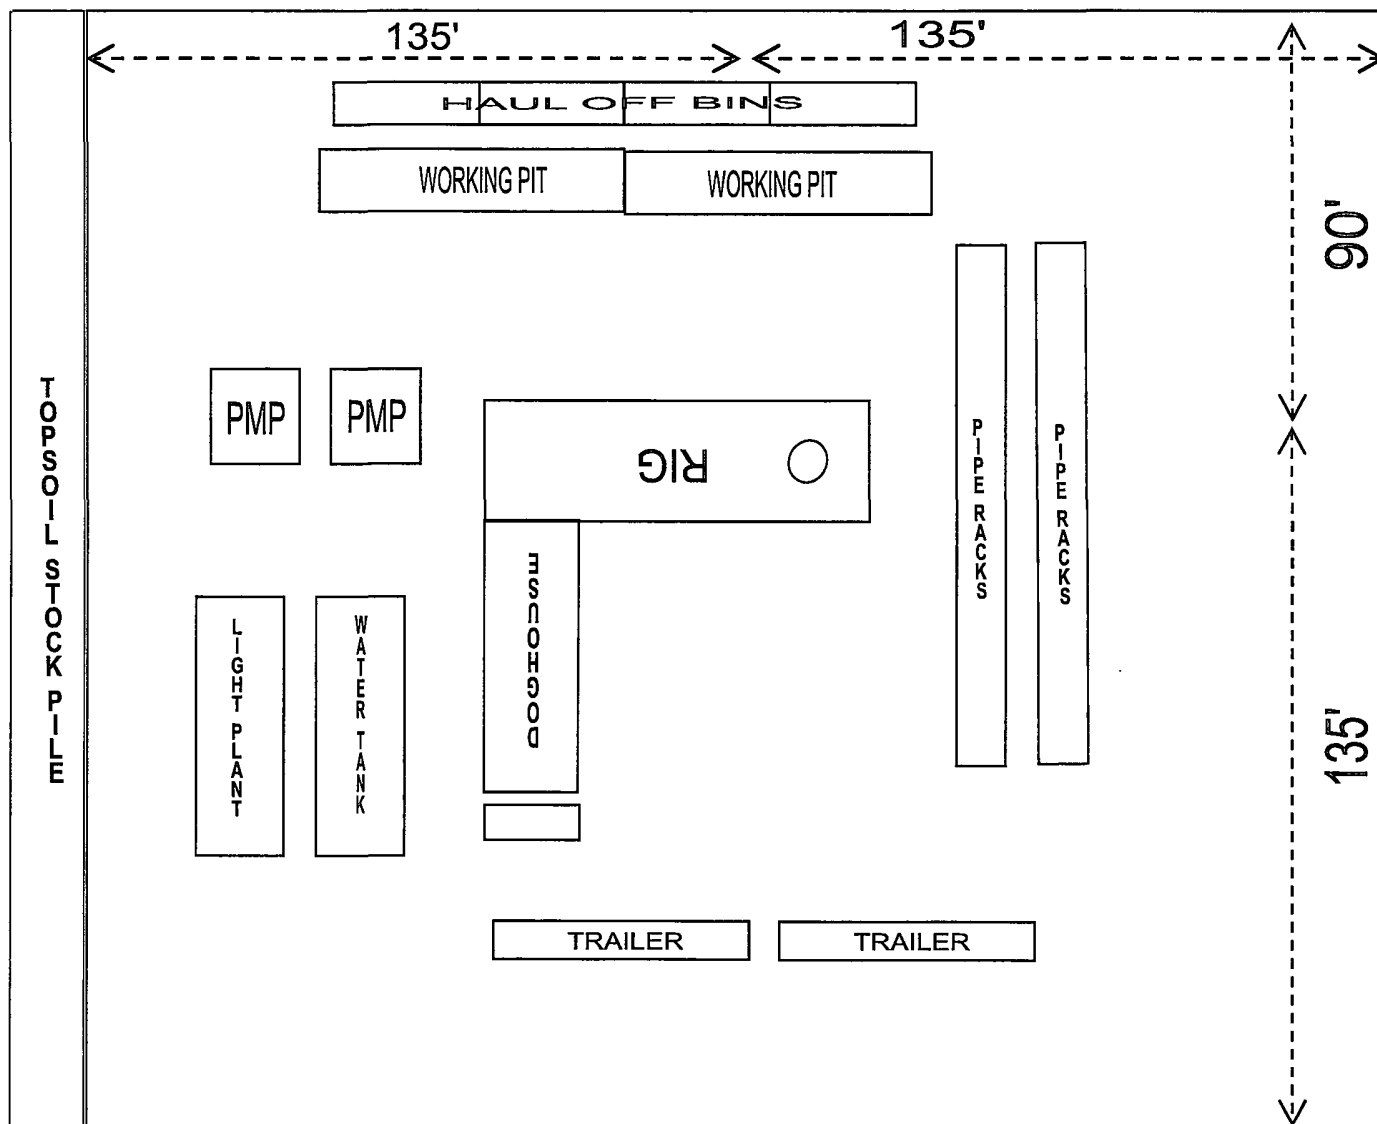 135'
135'
HAUL OFF BINS
WORKING PIT
WORKING PIT
90'
TOPSOIL STOCK PILE
PMP
PMP
RIG
PIPE RACKS
PIPE RACKS
DOGHOUSE
LIGHT PLANT
WATER TANK
135'
TRAILER
TRAILER